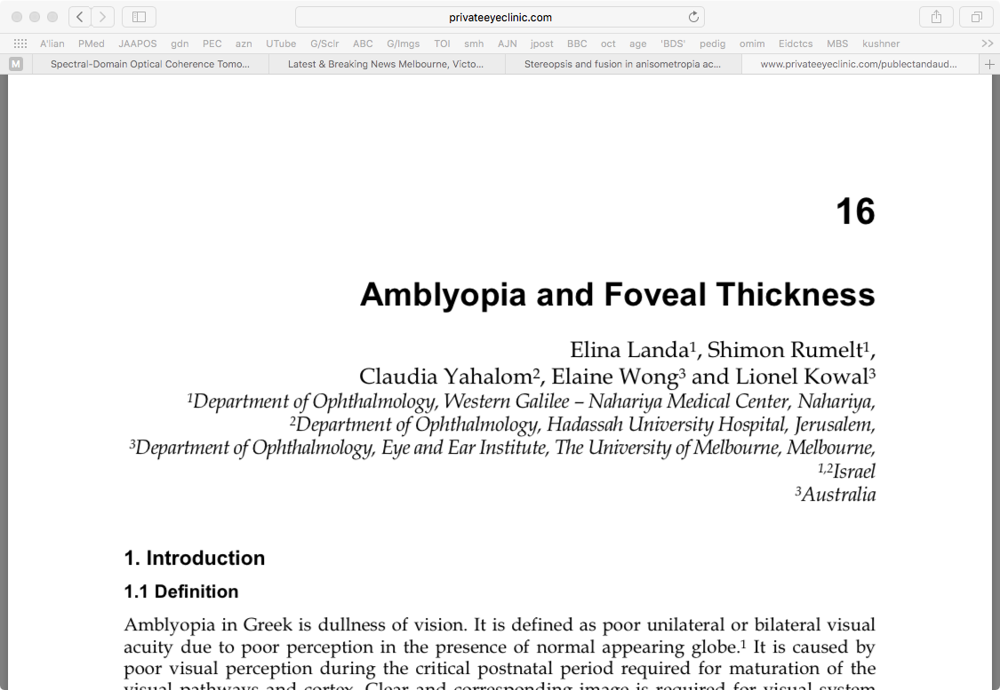 privateeyeclinic.com
A'lian PMed JAAPOS gdn PEC azn UTube G/Sclr ABC G/Imgs TOI smh AJN jpost BBC oct age 'BDS' pedig omim Eidctcs MBS kushner
M Spectral-Domain Optical Coherence Tomo... Latest & Breaking News Melbourne, Victo... Stereopsis and fusion in anisometropia ac... www.privateeyeclinic.com/publectandaud...
16
Amblyopia and Foveal Thickness
Elina Landa¹, Shimon Rumelt¹,
Claudia Yahalom², Elaine Wong³ and Lionel Kowal³
¹Department of Ophthalmology, Western Galilee – Nahariya Medical Center, Nahariya,
²Department of Ophthalmology, Hadassah University Hospital, Jerusalem,
³Department of Ophthalmology, Eye and Ear Institute, The University of Melbourne, Melbourne,
¹,²Israel
³Australia
1. Introduction
1.1 Definition
Amblyopia in Greek is dullness of vision. It is defined as poor unilateral or bilateral visual
acuity due to poor perception in the presence of normal appearing globe.¹ It is caused by
poor visual perception during the critical postnatal period required for maturation of the
visual pathways and cortex. Clear and corresponding image is required for visual system